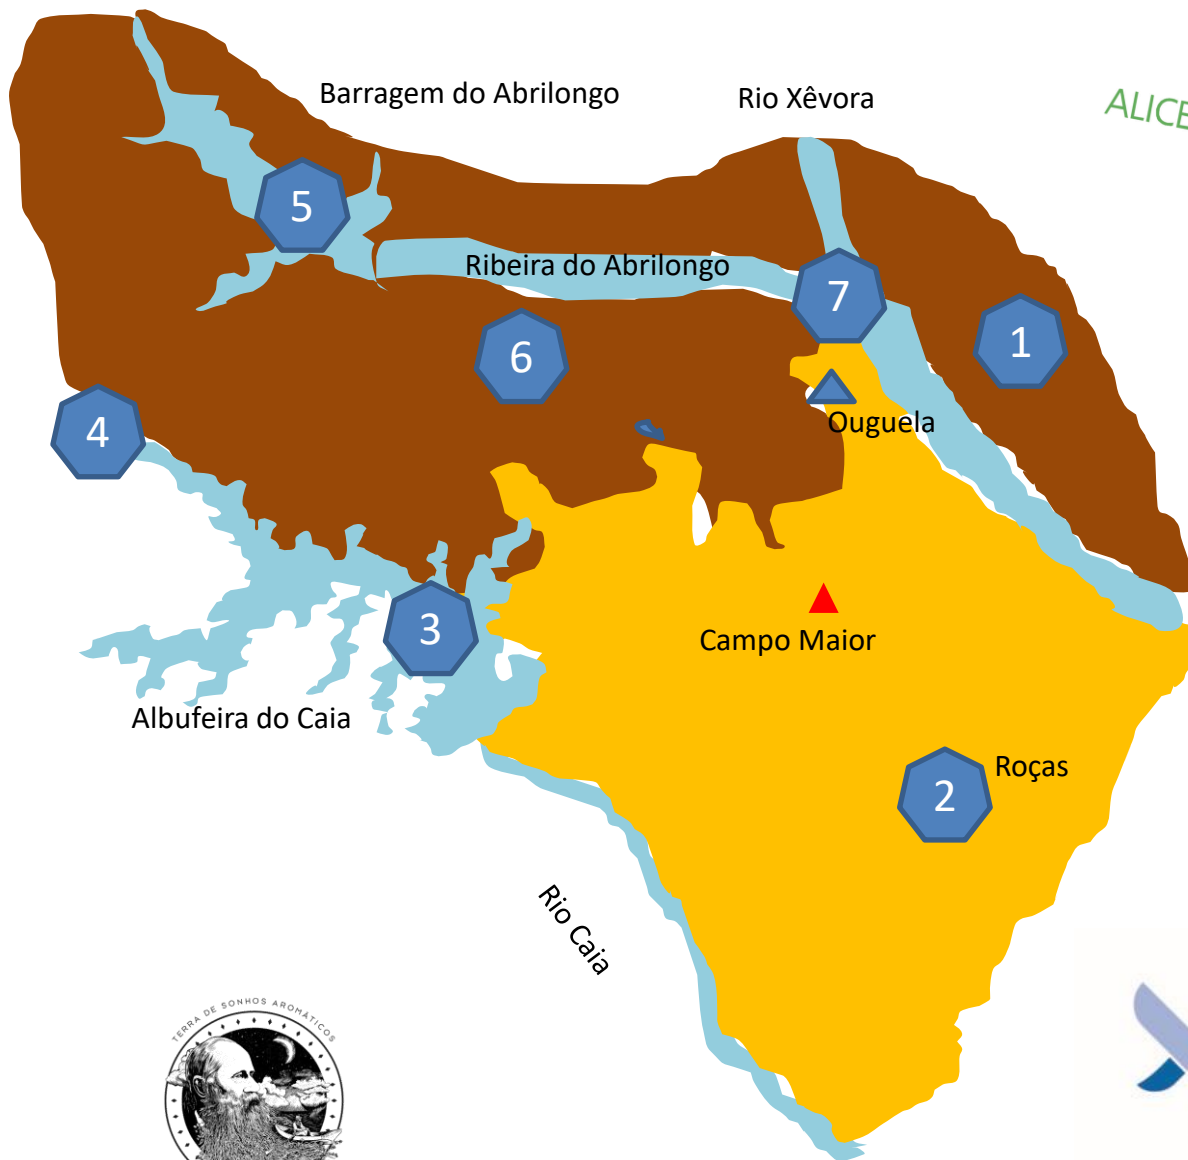 Barragem do Abrilongo
Rio Xêvora
ALICE
5
Ribeira do Abrilongo
7
1
6
4
Ouguela
3
Campo Maior
Albufeira do Caia
Roças
2
Rio Caia
TERRA DE SONHOS AROMÁTICOS